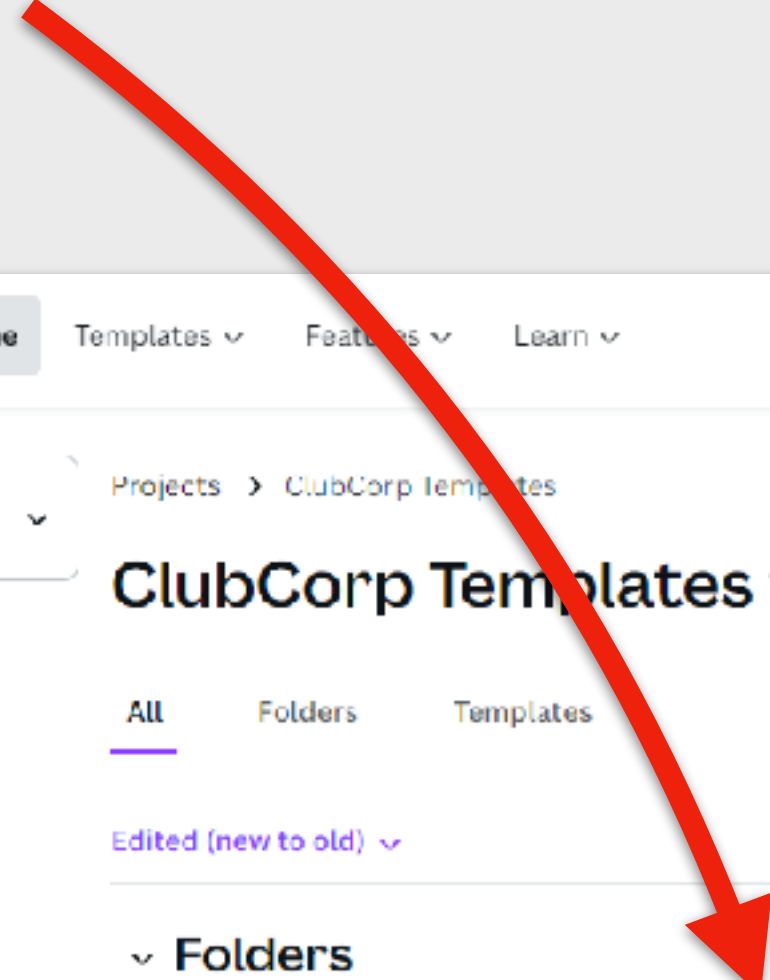 e Templates Features Learn
Projects > ClubCorp Templates
ClubCorp Templates
All Folders Templates
Edited (new to old)
Folders